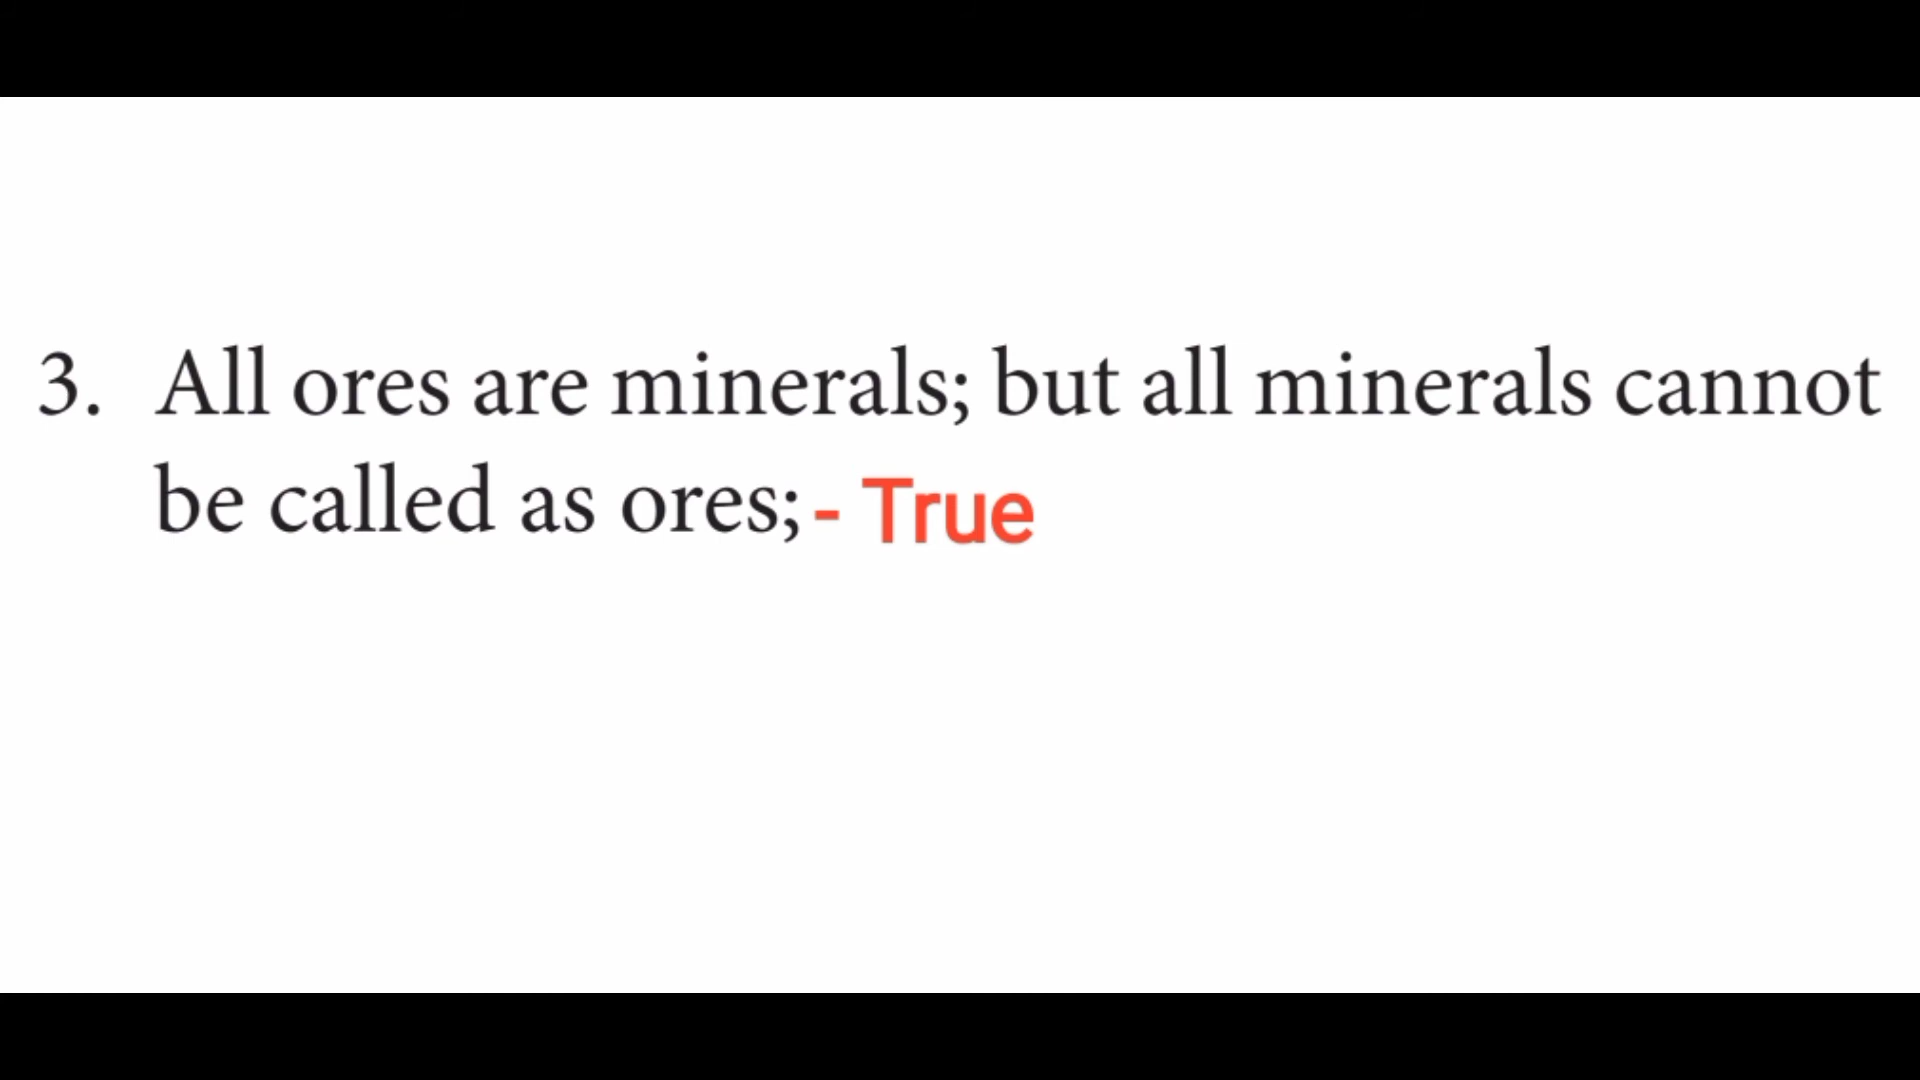 3. All ores are minerals; but all minerals cannot
be called as ores;- True